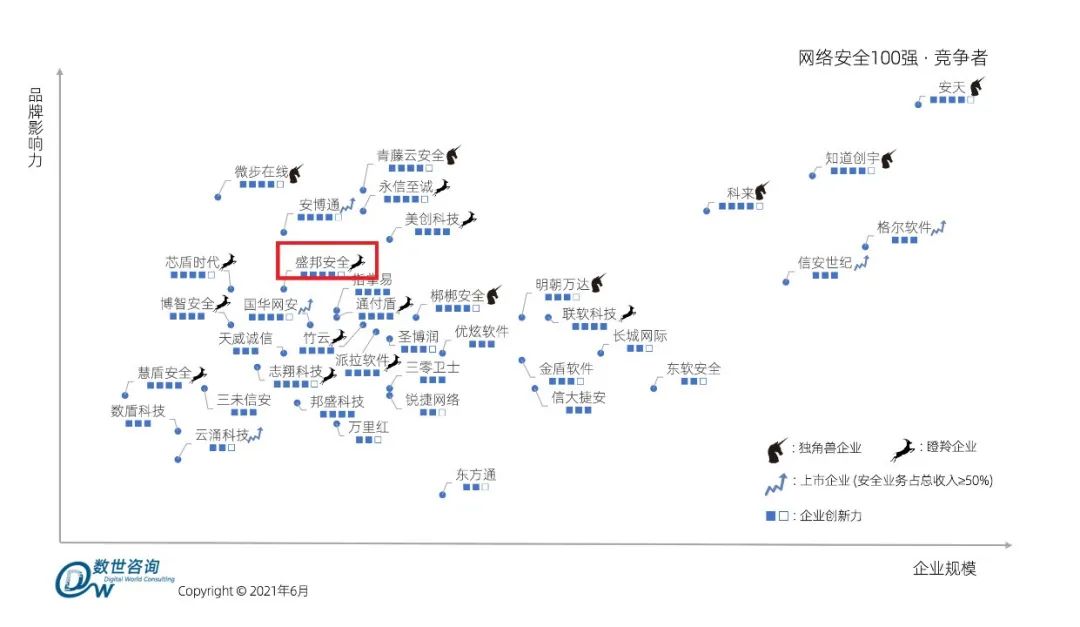 网络安全100强 · 竞争者
品牌影响力
安天
青藤云安全
知道创宇
微步在线
永信至诚
科来
安博通
美创科技
格尔软件
芯盾时代
盛邦安全
信安世纪
指掌易
明朝万达
博智安全
国华网安
通付盾
梆梆安全
联软科技
天威诚信
竹云
圣博润
优炫软件
长城网际
派拉软件
慧盾安全
志翔科技
三零卫士
金盾软件
东软安全
三未信安
邦盛科技
锐捷网络
信大捷安
数盾科技
云涌科技
万里红
东方通
: 独角兽企业
: 瞪羚企业
: 上市企业 (安全业务占总收入≥50%)
: 企业创新力
企业规模
数世咨询
Digital World Consulting
DW
Copyright © 2021年6月